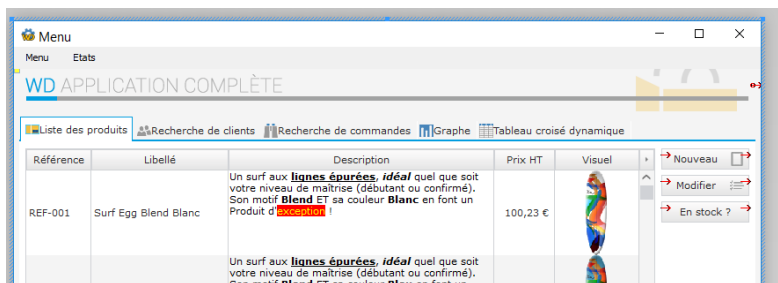 Menu
Menu Etats
WD APPLICATION COMPLÈTE
Liste des produits Recherche de clients Recherche de commandes Graphe Tableau croisé dynamique
Référence Libellé Description Prix HT Visuel
Nouveau
Modifier
En stock ?
Un surf aux lignes épurées, idéal quel que soit
votre niveau de maîtrise (débutant ou confirmé).
Son motif Blend ET sa couleur Blanc en font un
Produit d'exception !
REF-001 Surf Egg Blend Blanc 100,23 €
Un surf aux lignes épurées, idéal quel que soit
votre niveau de maîtrise (débutant ou confirmé).